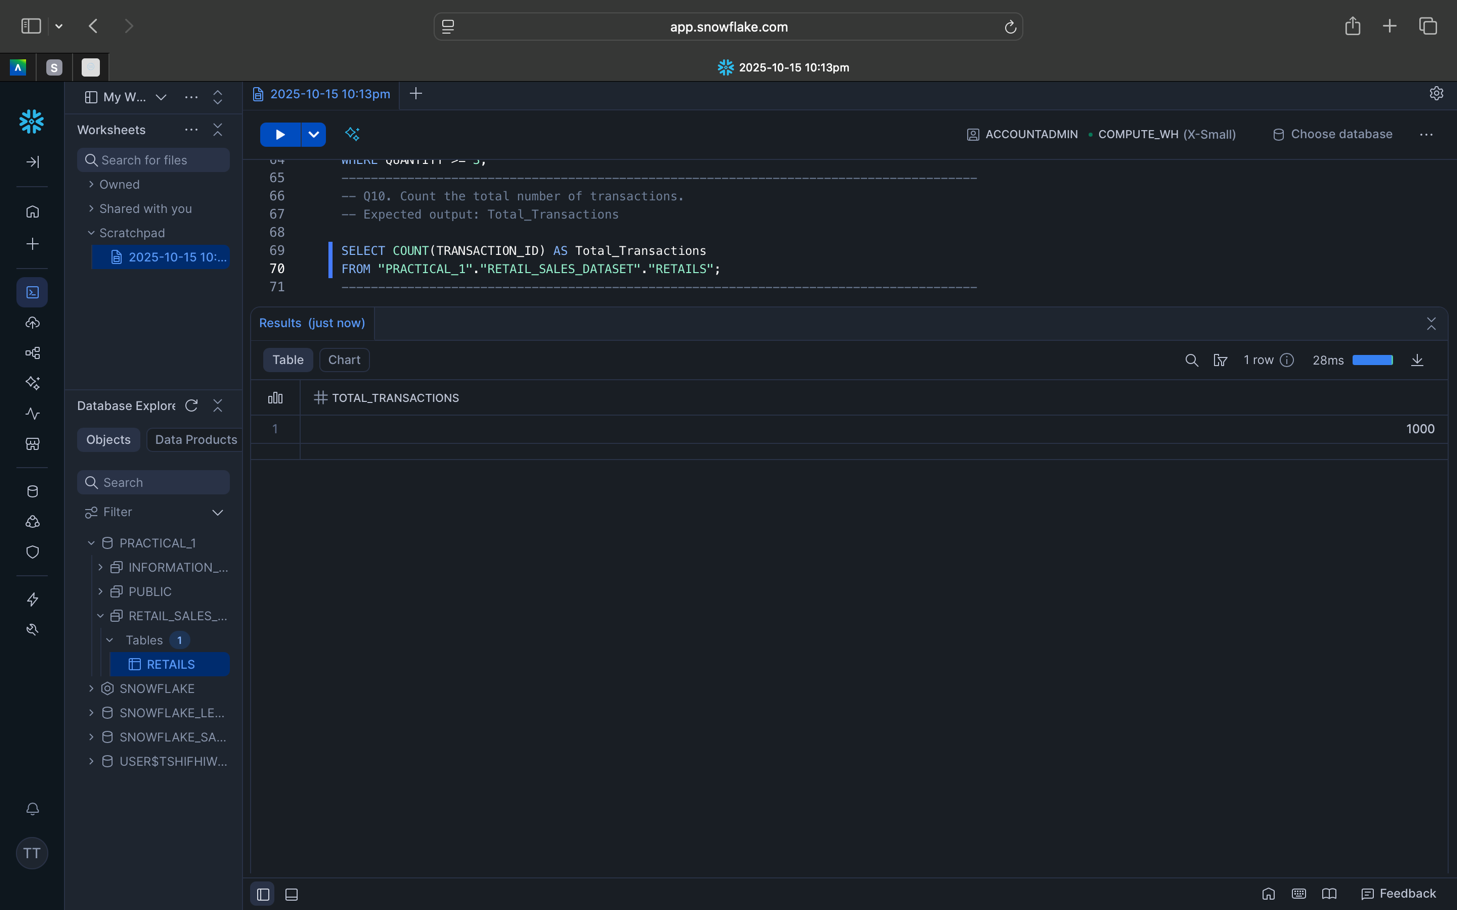 app.snowflake.com
S
2025-10-15 10:13pm
My W...
2025-10-15 10:13pm
Worksheets
ACCOUNTADMIN
COMPUTE_WH (X-Small)
Choose database
Search for files
Owned
Shared with you
Scratchpad
2025-10-15 10:...
64 WHERE QUANTITY >= 3;
65 ---------------------------------------------------------------------------------------
66 -- Q10. Count the total number of transactions.
67 -- Expected output: Total_Transactions
68
69 SELECT COUNT(TRANSACTION_ID) AS Total_Transactions
70 FROM "PRACTICAL_1"."RETAIL_SALES_DATASET"."RETAILS";
71 ---------------------------------------------------------------------------------------
Results (just now)
Table
Chart
1 row
28ms
TOTAL_TRANSACTIONS
1 1000
Database Explore
Objects
Data Products
Search
Filter
PRACTICAL_1
INFORMATION_...
PUBLIC
RETAIL_SALES_...
Tables 1
RETAILS
SNOWFLAKE
SNOWFLAKE_LE...
SNOWFLAKE_SA...
USER$TSHIFHIW...
TT
Feedback